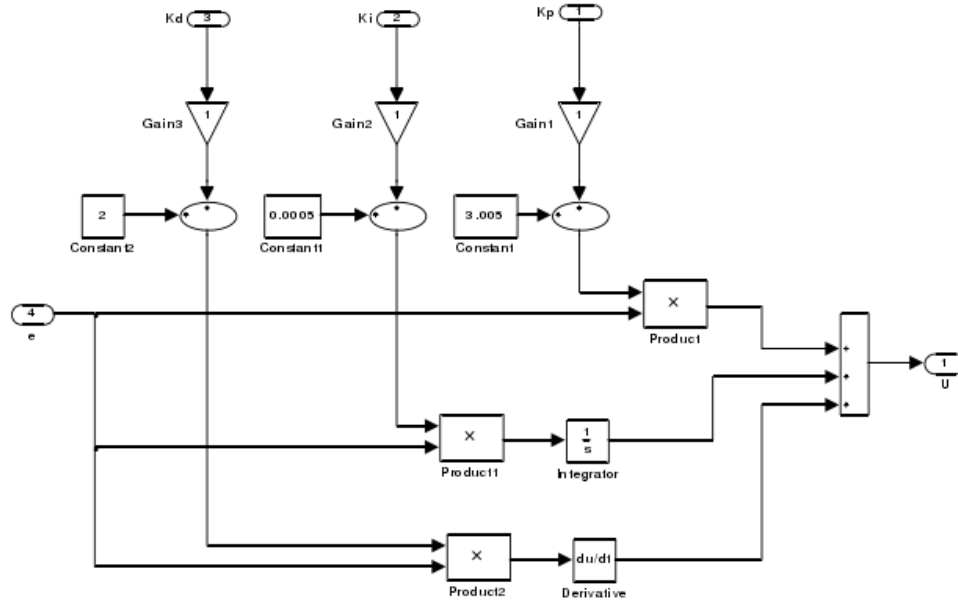 Kd 3
Ki 2
Kp 1
Gain3 1
Gain2 1
Gain1 1
2
Constant2
0.0005
Constant1
3.005
Constant
4
e
×
Product
1
U
×
Product1
1
s
Integrator
×
Product2
du/dt
Derivative